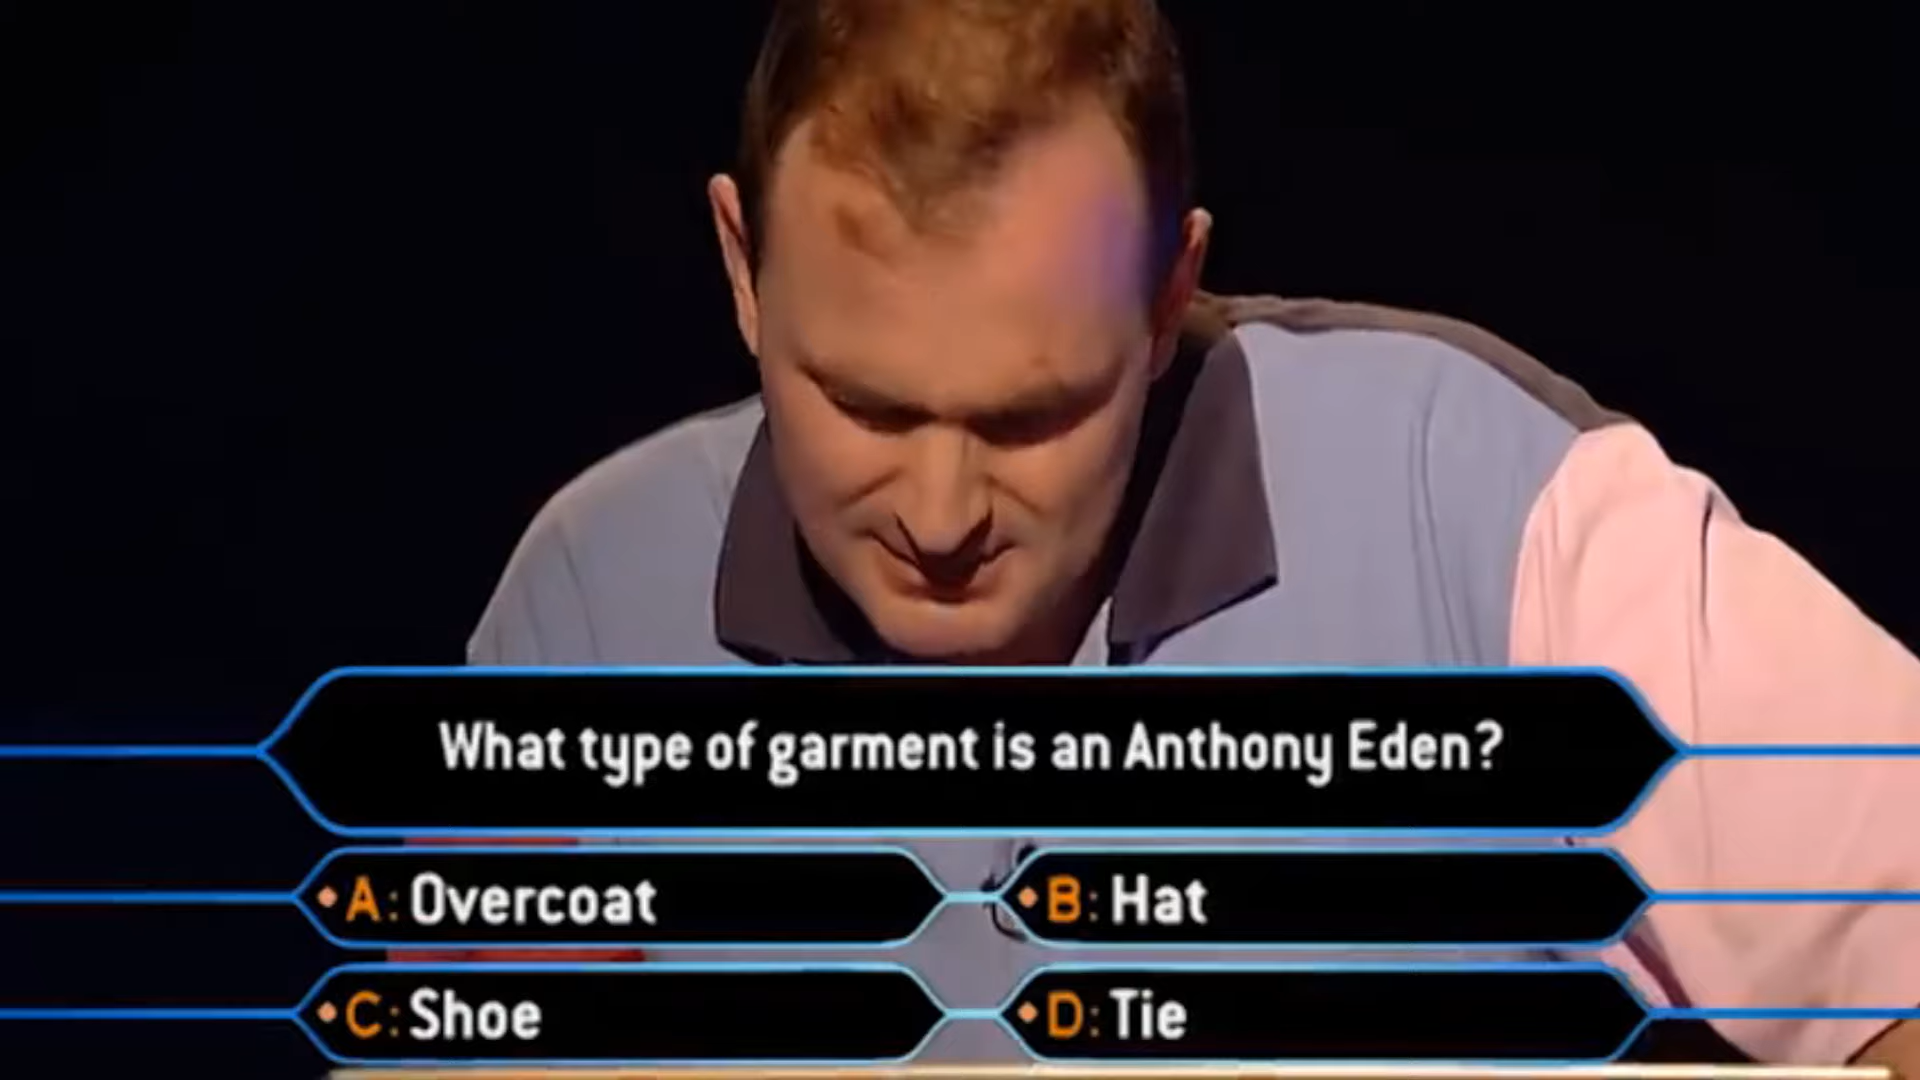 What type of garment is an Anthony Eden?
A: Overcoat
B: Hat
C: Shoe
D: Tie